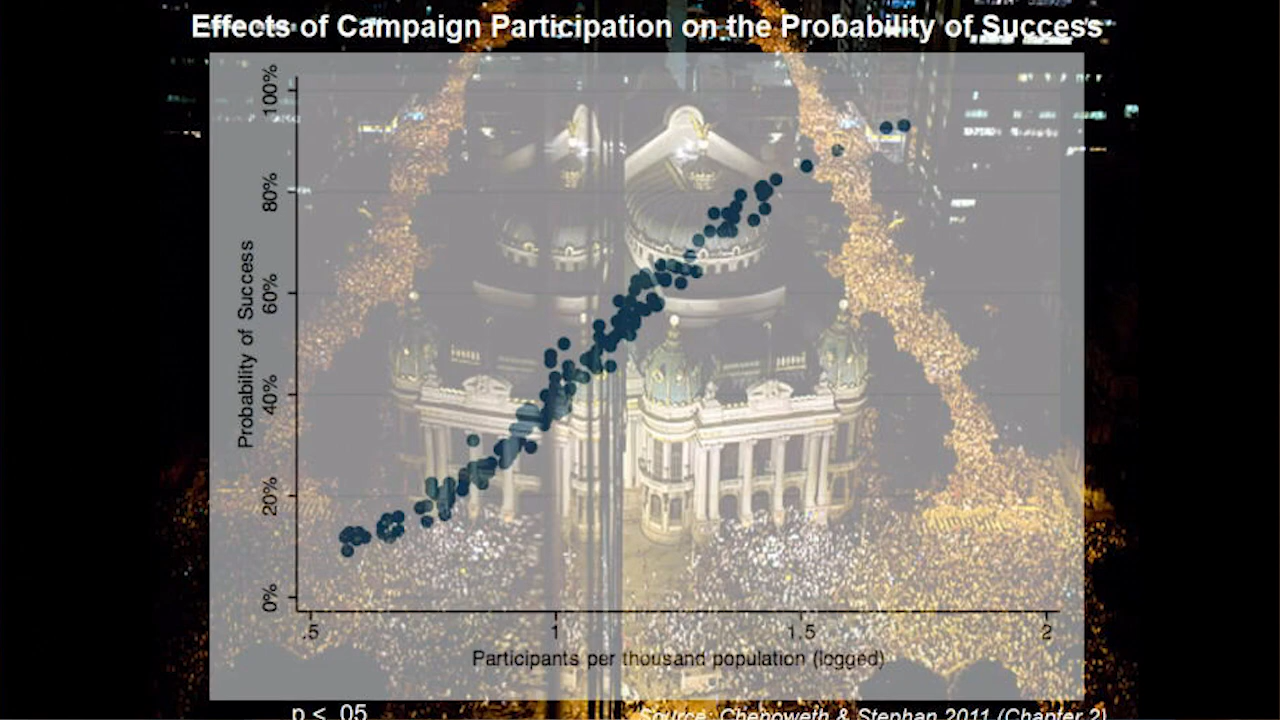 Effects of Campaign Participation on the Probability of Success
100%
80%
60%
40%
20%
0%
Probability of Success
.5
1
1.5
2
Participants per thousand population (logged)
p < .05
Source: Chenoweth & Stephan 2011 (Chapter 2)